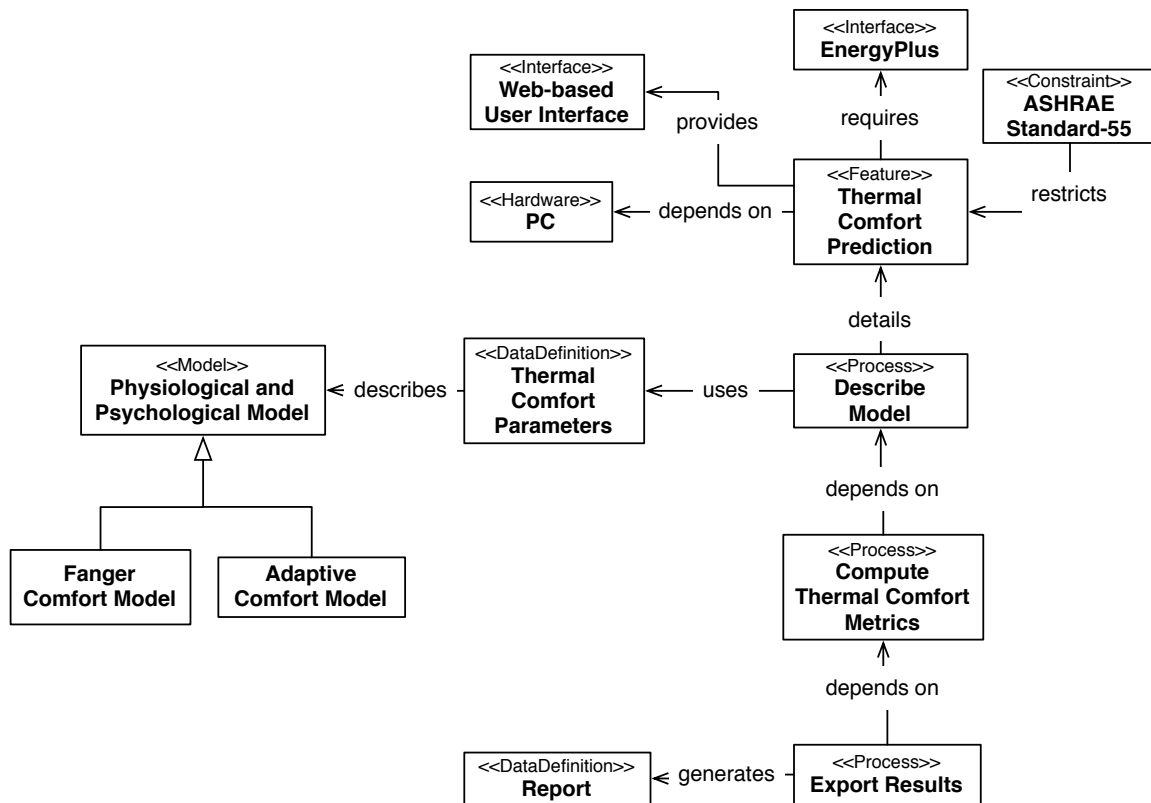 <<Interface>>
EnergyPlus
<<Interface>>
Web-based
User Interface
<<Constraint>>
ASHRAE
Standard-55
provides
requires
<<Feature>>
Thermal
Comfort
Prediction
<<Hardware>>
PC
depends on
restricts
details
<<Model>>
Physiological and
Psychological Model
describes
<<DataDefinition>>
Thermal
Comfort
Parameters
uses
<<Process>>
Describe
Model
depends on
Fanger
Comfort Model
Adaptive
Comfort Model
<<Process>>
Compute
Thermal Comfort
Metrics
depends on
<<DataDefinition>>
Report
generates
<<Process>>
Export Results